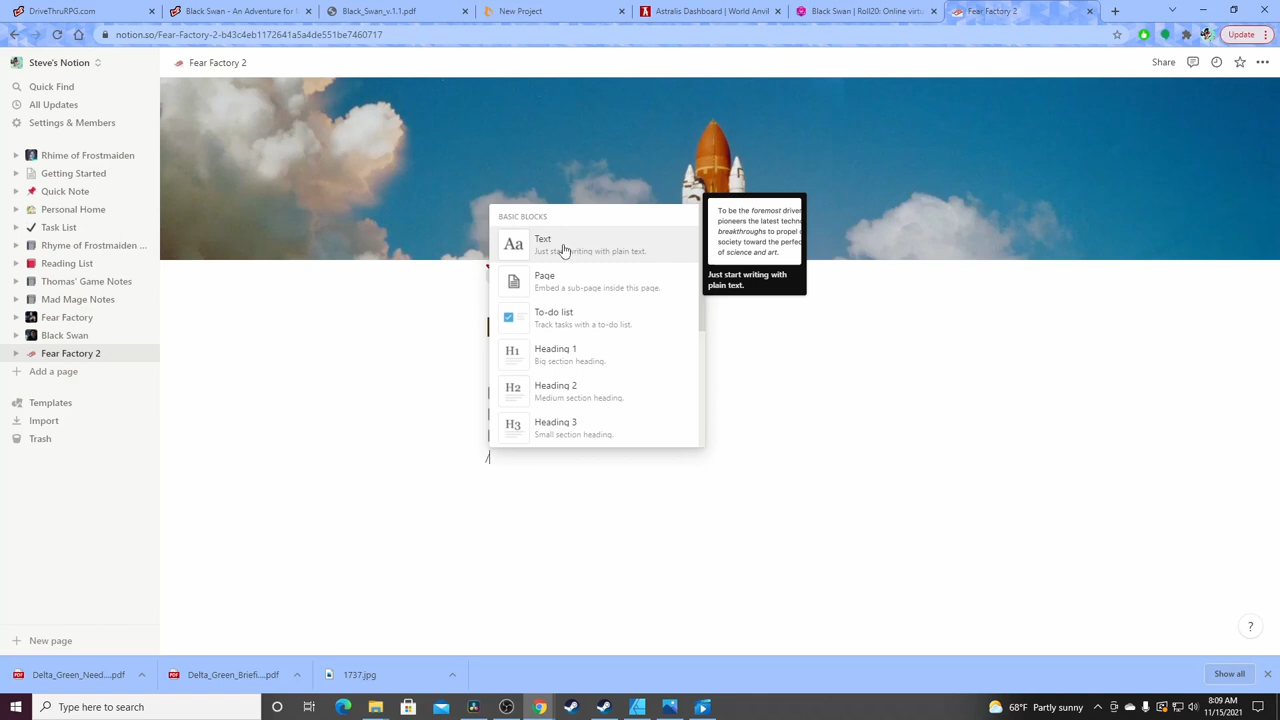 DriveThruRPG.com
Black Swan - An Adventure for
Black_Swan_v.1.1.pdf
New Project
Astralis Dashboard | World Anvil
Black Swan | Roll20: Online virtu
Fear Factory 2
notion.so/Fear-Factory-2-b43c4eb1172641a5a4de551be7460717
Update
Steve's Notion
Fear Factory 2
Share
Quick Find
All Updates
Settings & Members
Rhime of Frostmaiden
Getting Started
Quick Note
Personal Home
Task List
Rhyme of Frostmaiden ...
Reading List
Thomas' Game Notes
Mad Mage Notes
Fear Factory
Black Swan
Fear Factory 2
Add a page
Templates
Import
Trash
New page
BASIC BLOCKS
Aa
Text
Just start writing with plain text.
Page
Embed a sub-page inside this page.
To-do list
Track tasks with a to-do list.
H1
Heading 1
Big section heading.
H2
Heading 2
Medium section heading.
H3
Heading 3
Small section heading.
/
To be the foremost driver
pioneers the latest techno
breakthroughs to propel o
society toward the perfec
of science and art.
Just start writing with
plain text.
?
Delta_Green_Need....pdf
Delta_Green_Briefi....pdf
1737.jpg
Show all
Type here to search
68°F Partly sunny
8:09 AM
11/15/2021